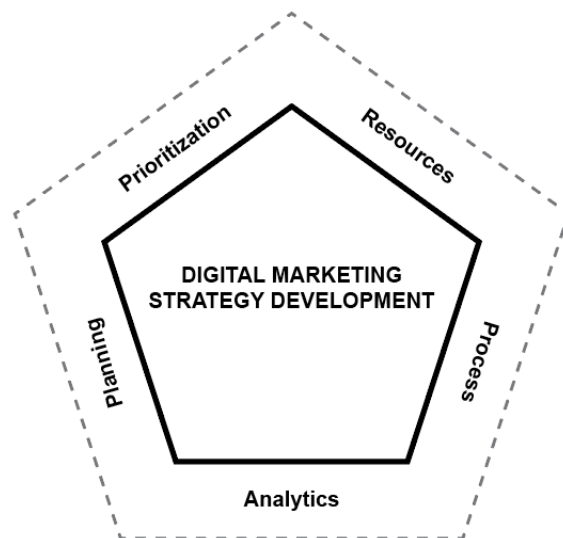 Prioritization
Resources
DIGITAL MARKETING
STRATEGY DEVELOPMENT
Planning
Process
Analytics